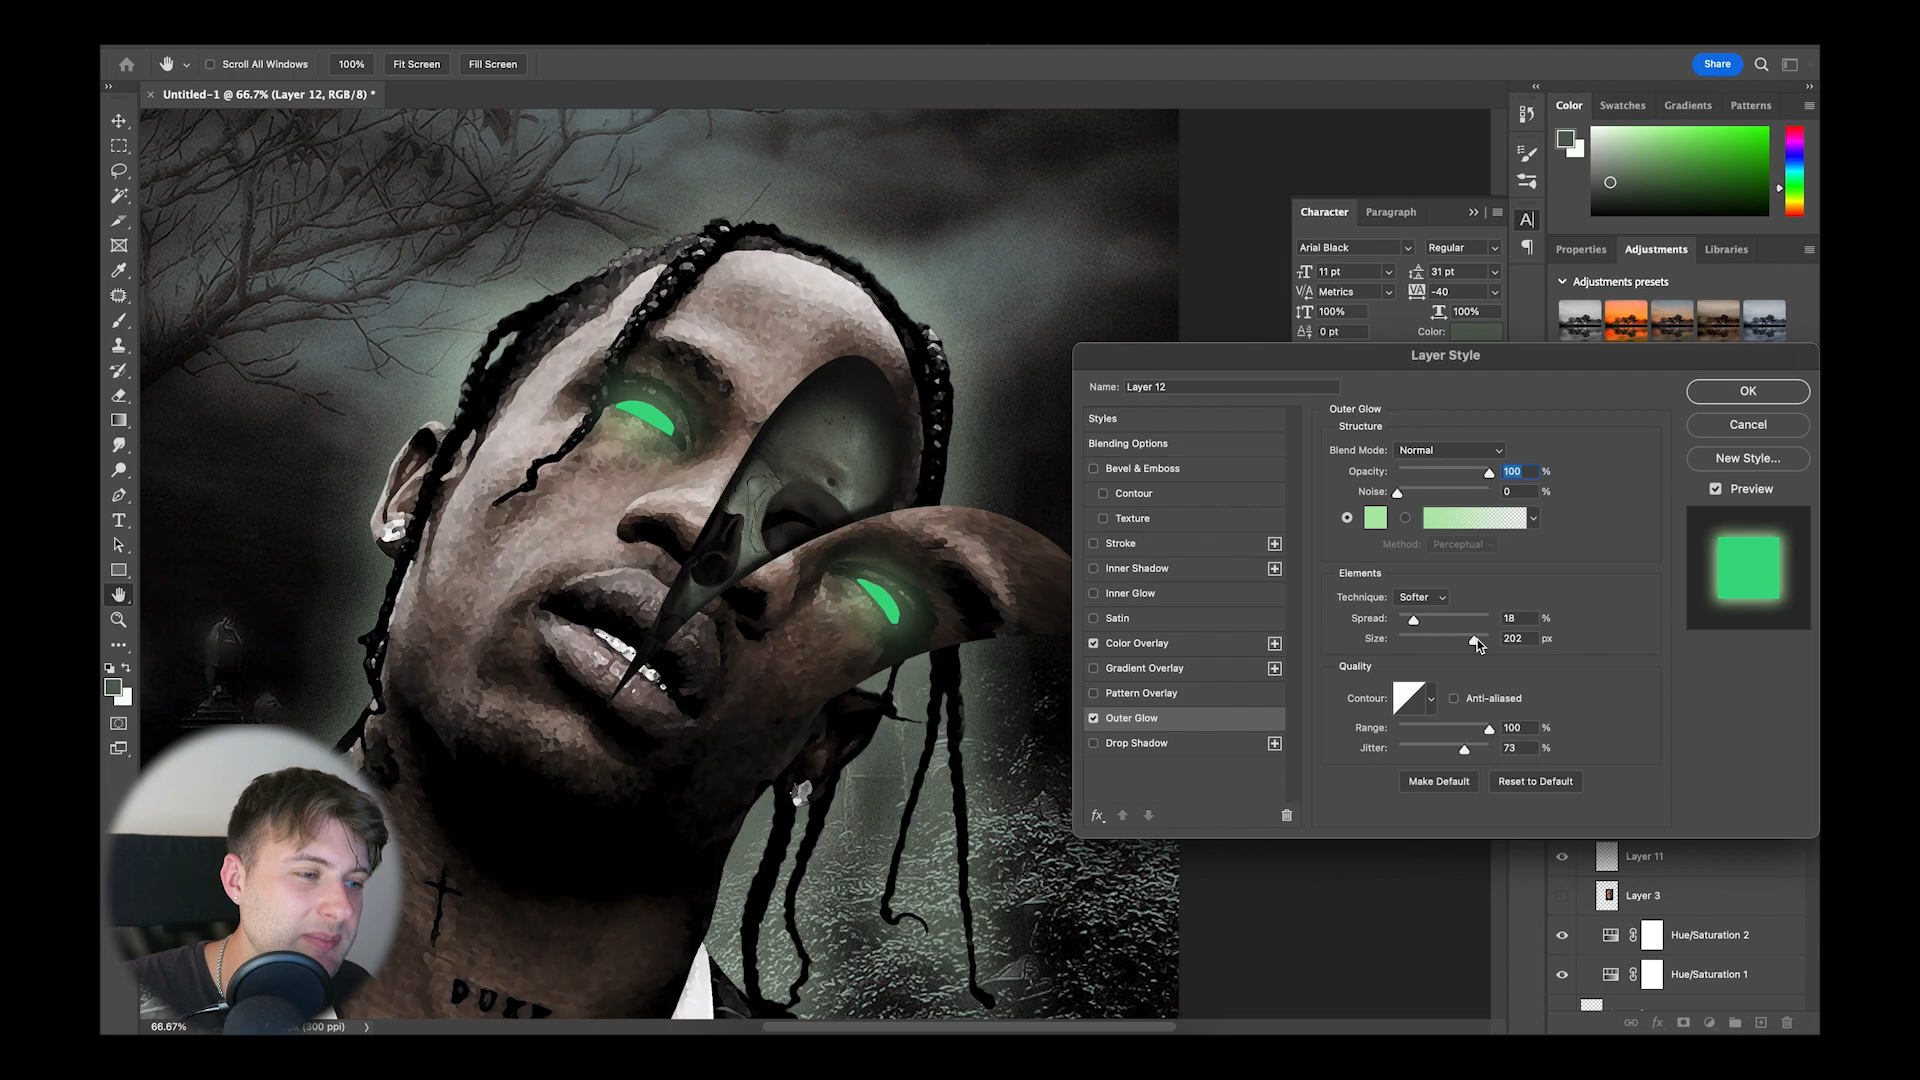 Scroll All Windows 100% Fit Screen Fill Screen Share
× Untitled-1 @ 66.7% (Layer 12, RGB/8) *
Color Swatches Gradients Patterns
Character Paragraph
Arial Black Regular
11 pt 31 pt
Metrics -40
100% 100%
0 pt Color:
Properties Adjustments Libraries
Adjustments presets
Layer Style
Name: Layer 12
Styles
Blending Options
Bevel & Emboss
Contour
Texture
Stroke
Inner Shadow
Inner Glow
Satin
Color Overlay
Gradient Overlay
Pattern Overlay
Outer Glow
Drop Shadow
fx
Outer Glow
Structure
Blend Mode: Normal
Opacity: 100 %
Noise: 0 %
Method: Perceptual
Elements
Technique: Softer
Spread: 18 %
Size: 202 px
Quality
Contour: Anti-aliased
Range: 100 %
Jitter: 73 %
Make Default Reset to Default
OK
Cancel
New Style...
Preview
Layer 11
Layer 3
Hue/Saturation 2
Hue/Saturation 1
fx
66.67% px (300 ppi)